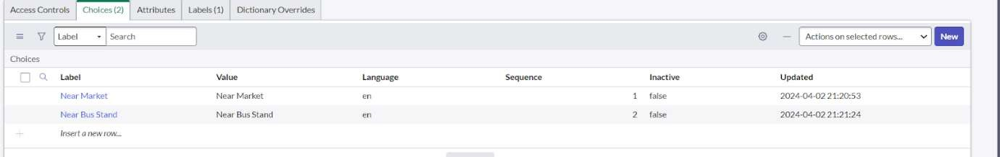 Access Controls Choices (2) Attributes Labels (1) Dictionary Overrides
Label Search Actions on selected rows... New
Choices
Label Value Language Sequence Inactive Updated
Near Market Near Market en 1 false 2024-04-02 21:20:53
Near Bus Stand Near Bus Stand en 2 false 2024-04-02 21:21:24
Insert a new row...